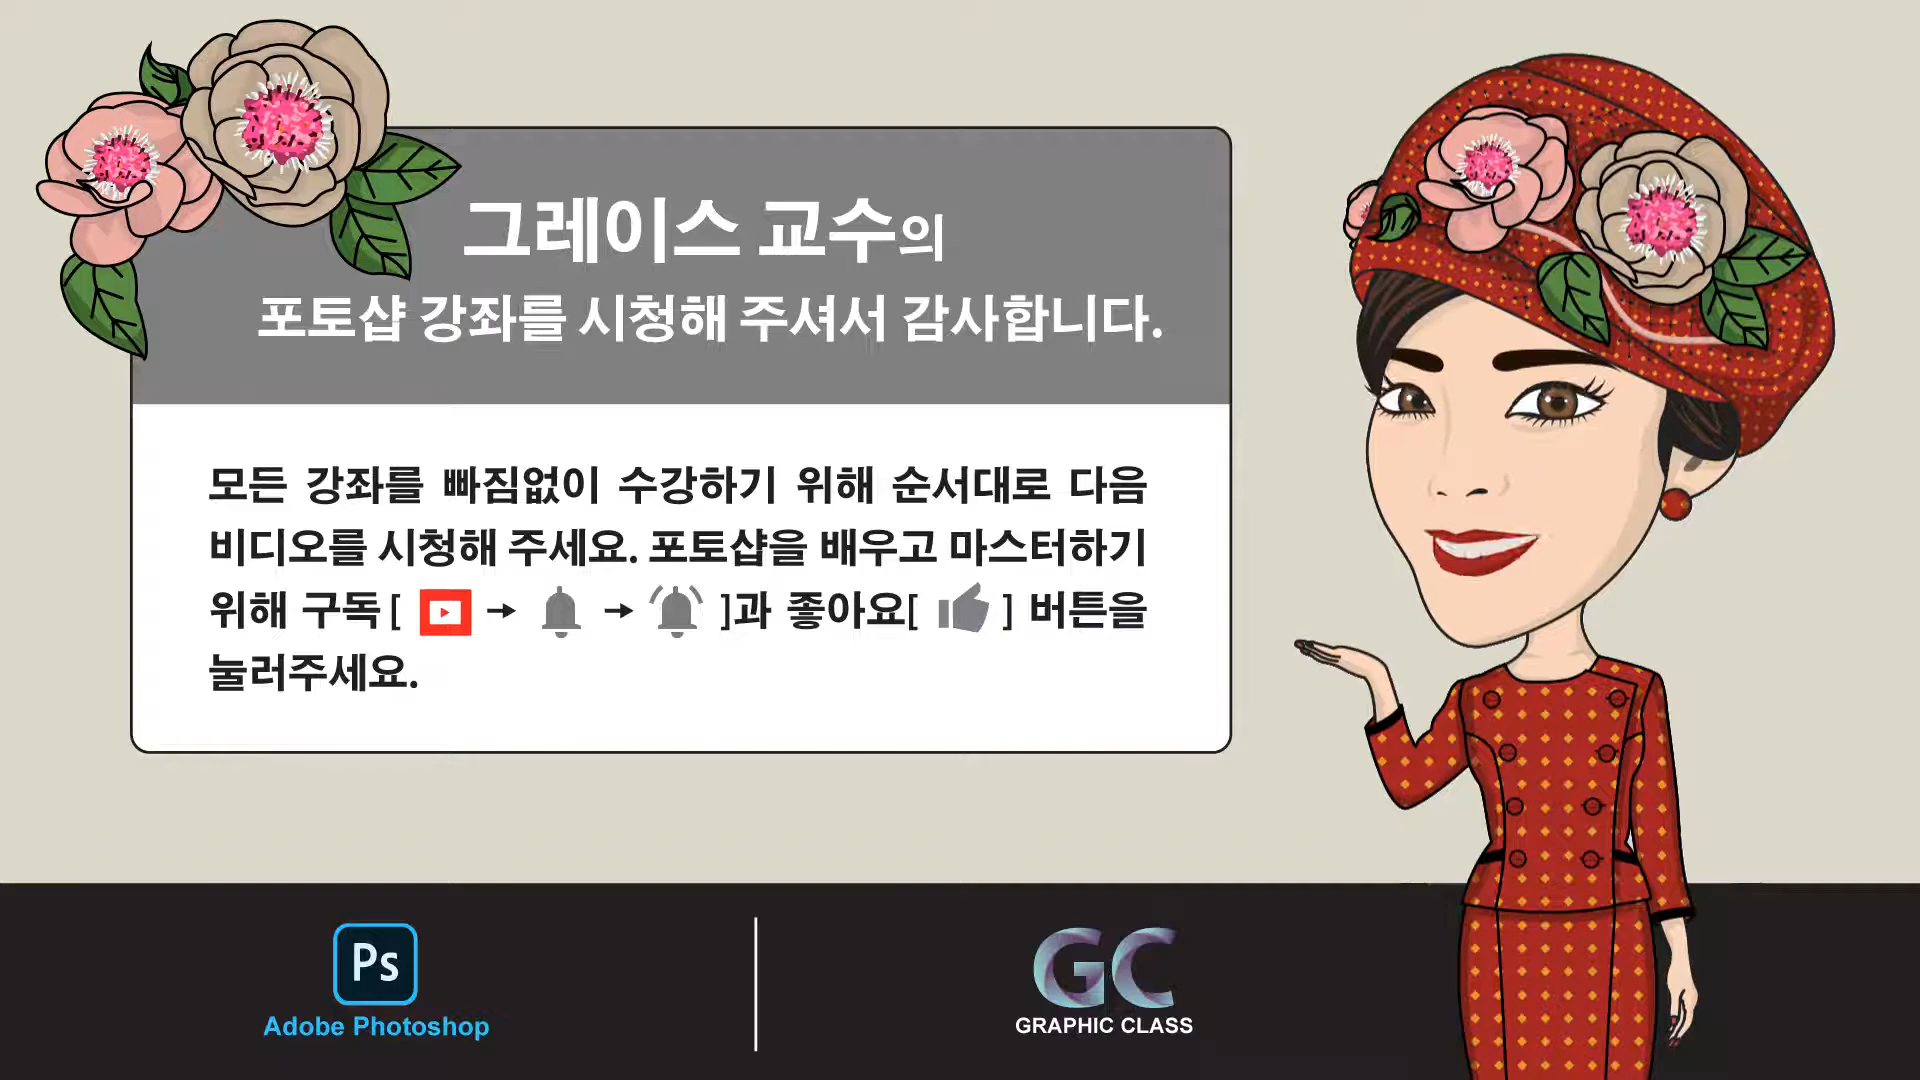 그레이스 교수의
포토샵 강좌를 시청해 주셔서 감사합니다.
모든 강좌를 빠짐없이 수강하기 위해 순서대로 다음
비디오를 시청해 주세요. 포토샵을 배우고 마스터하기
위해 구독[ → → ]과 좋아요[ ] 버튼을
눌러주세요.
Ps
Adobe Photoshop
GC
GRAPHIC CLASS